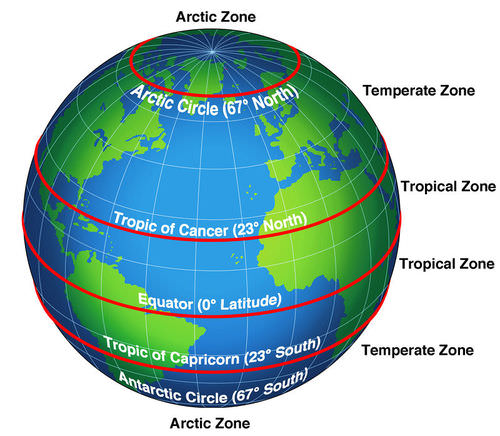 Arctic Zone
Arctic Circle (67° North)
Temperate Zone
Tropical Zone
Tropic of Cancer (23° North)
Tropical Zone
Equator (0° Latitude)
Tropic of Capricorn (23° South)
Temperate Zone
Antarctic Circle (67° South)
Arctic Zone